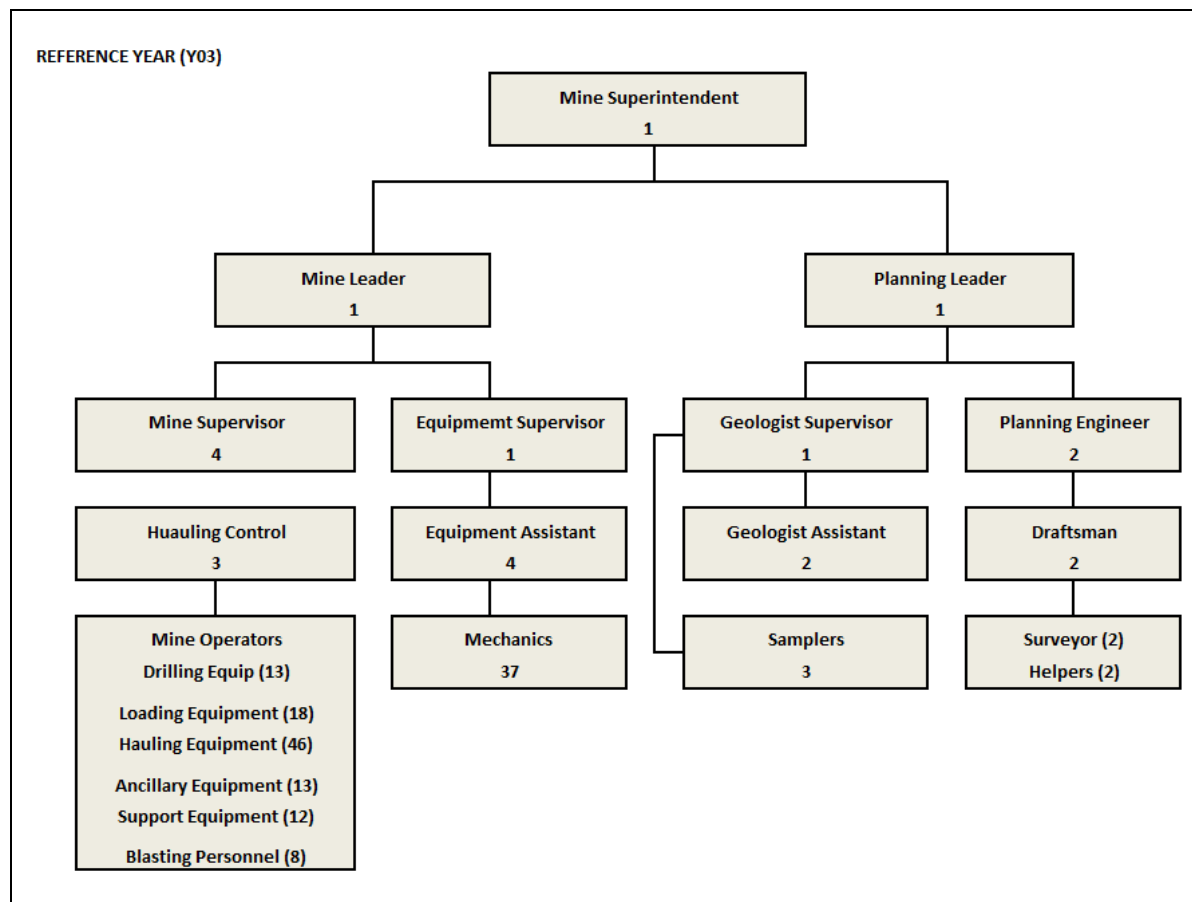 REFERENCE YEAR (Y03)
Mine Superintendent
1
Mine Leader
1
Planning Leader
1
Mine Supervisor
4
Equipmemt Supervisor
1
Geologist Supervisor
1
Planning Engineer
2
Huauling Control
3
Equipment Assistant
4
Geologist Assistant
2
Draftsman
2
Mine Operators
Drilling Equip (13)
Loading Equipment (18)
Hauling Equipment (46)
Ancillary Equipment (13)
Support Equipment (12)
Blasting Personnel (8)
Mechanics
37
Samplers
3
Surveyor (2)
Helpers (2)